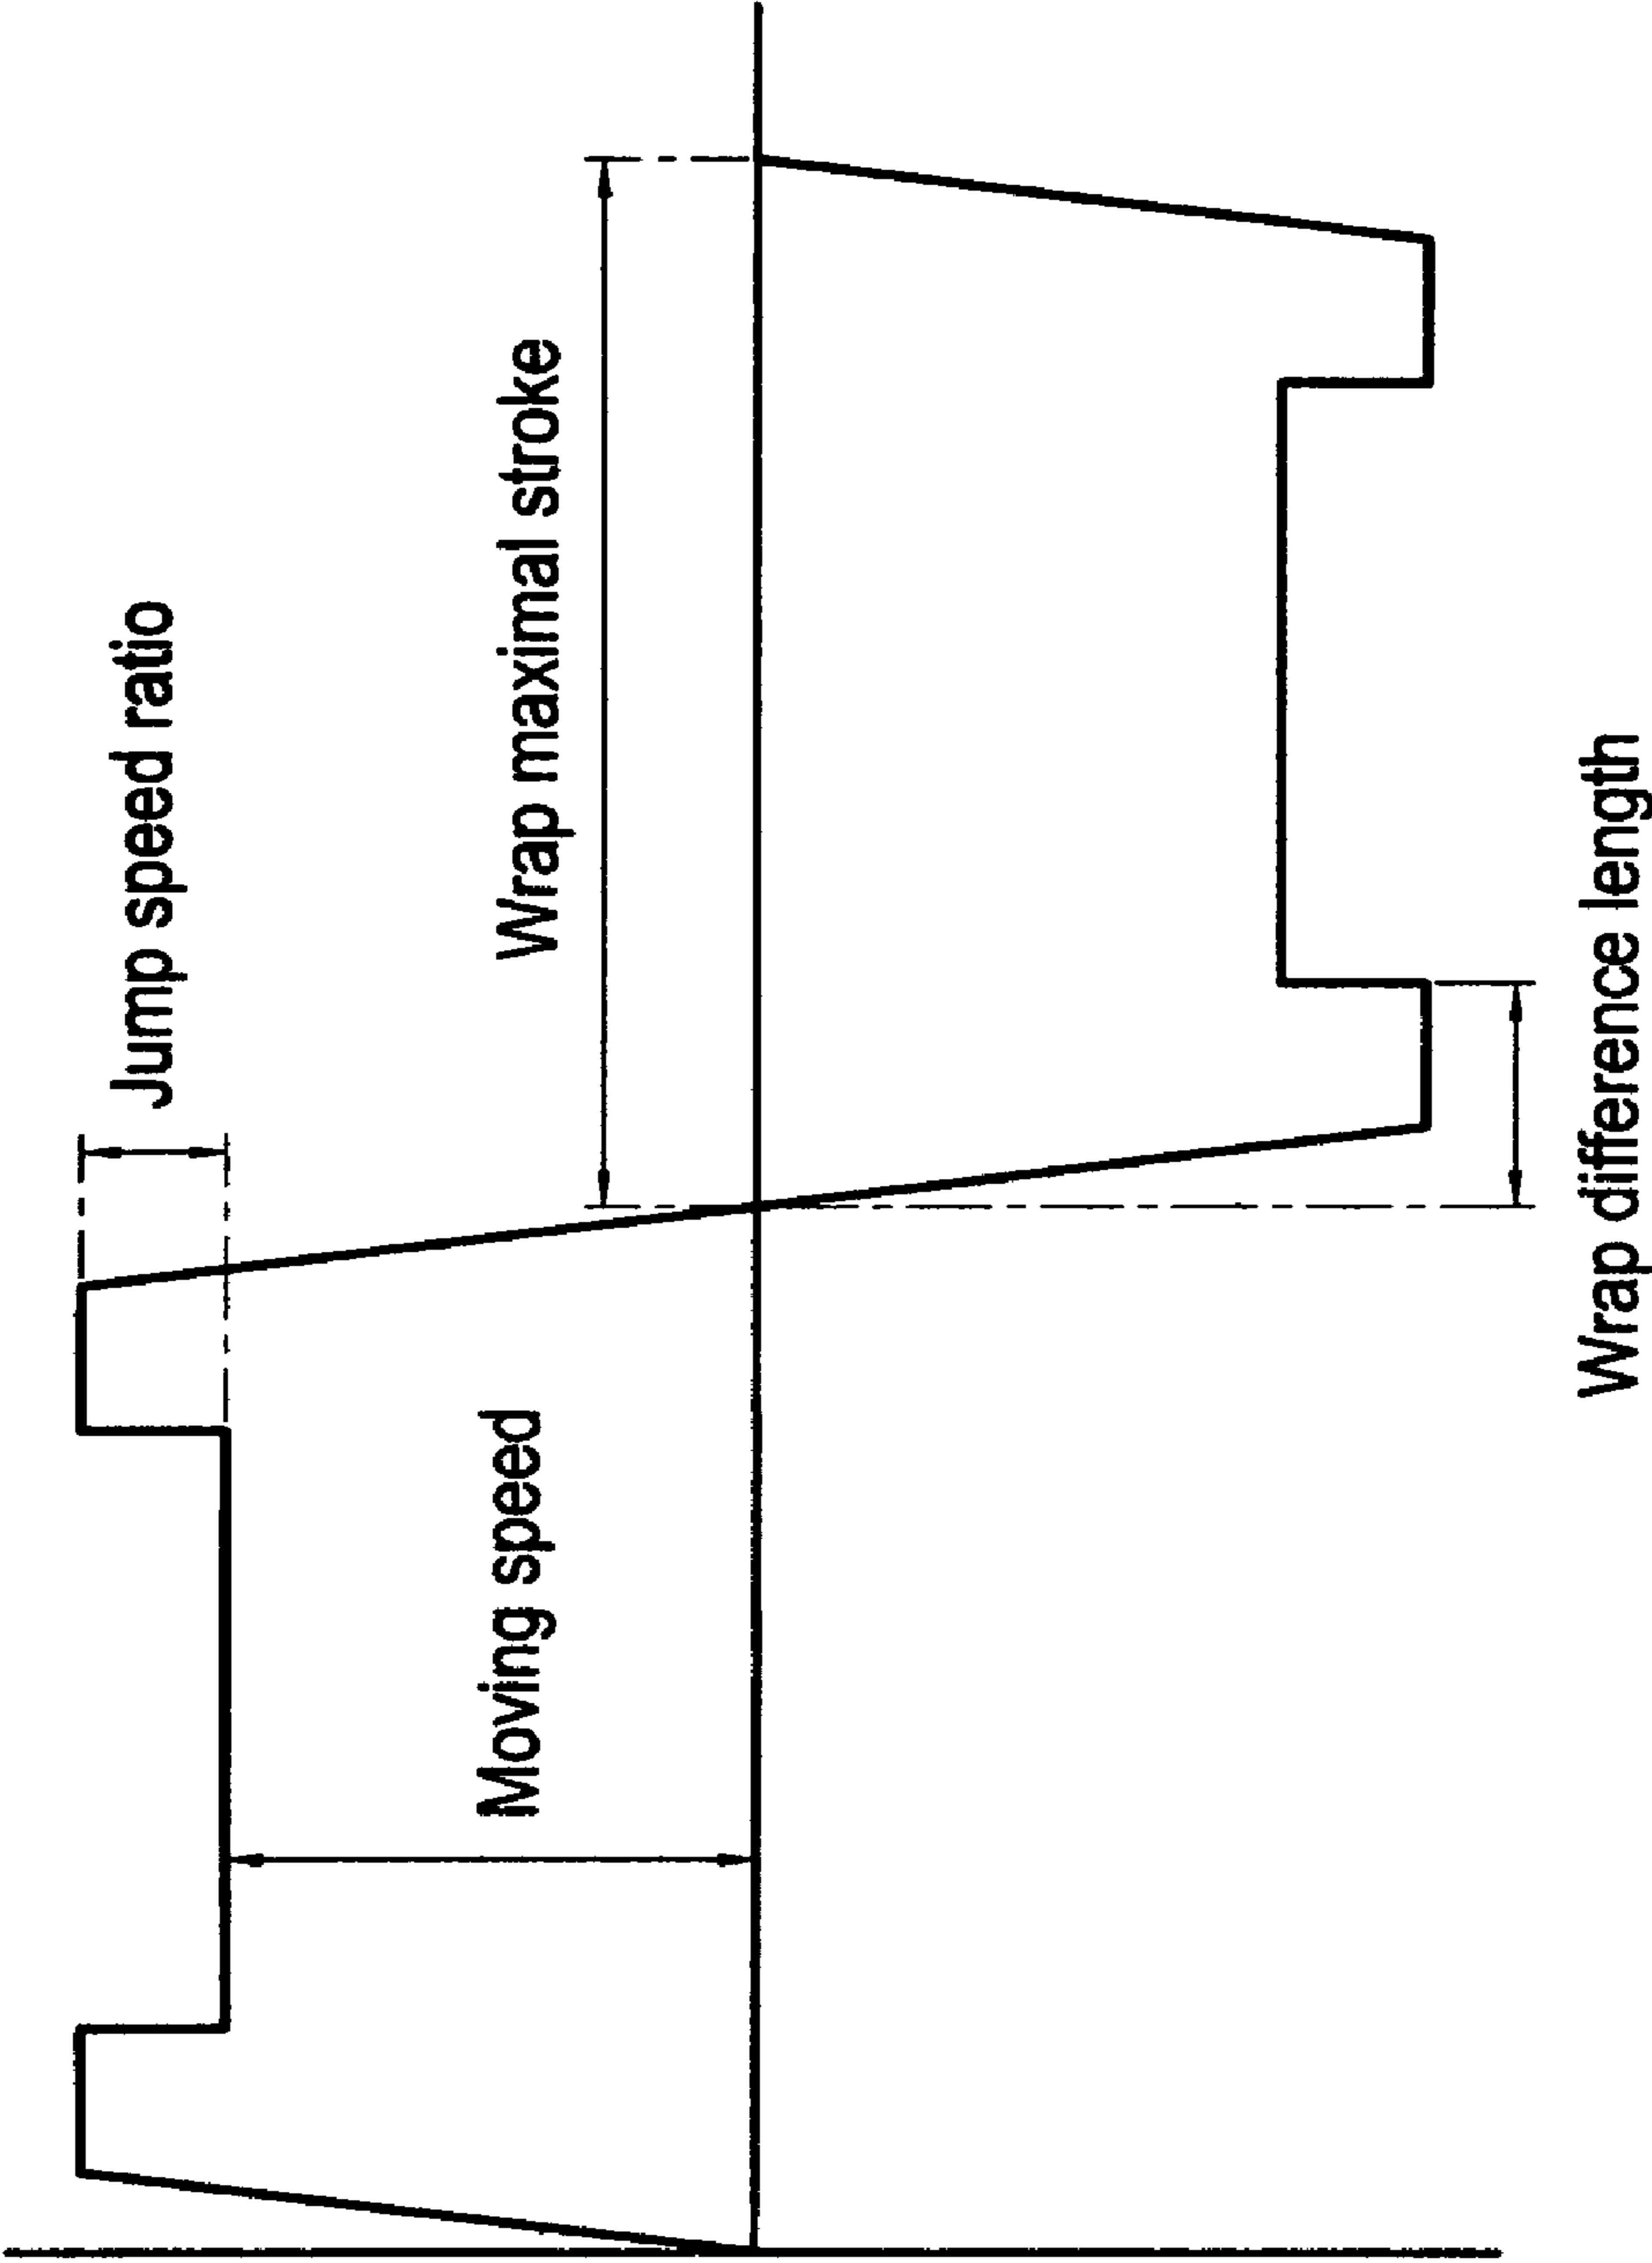 Jump speed ratio
Wrap maximal stroke
Moving speed
Wrap difference length